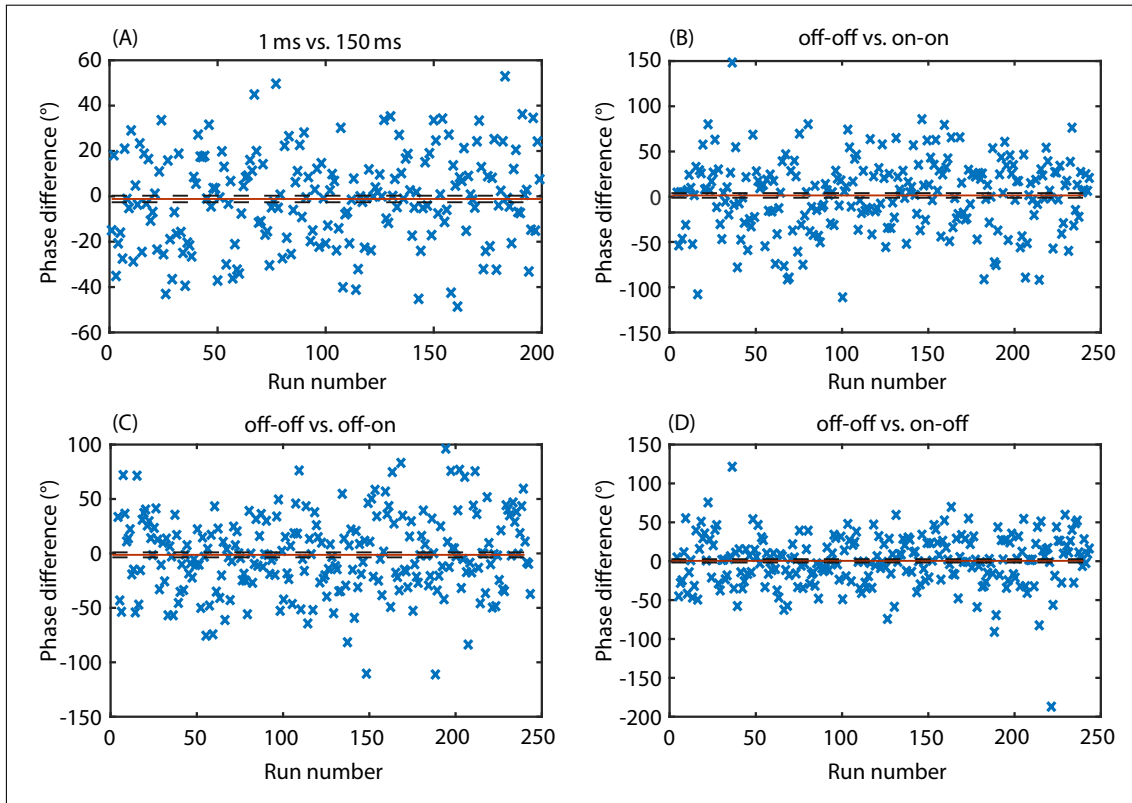 (A) 1 ms vs. 150 ms
60
40
20
0
-20
-40
-60
Phase difference (°)
0 50 100 150 200
Run number
(B) off-off vs. on-on
150
100
50
0
-50
-100
-150
Phase difference (°)
0 50 100 150 200 250
Run number
(C) off-off vs. off-on
100
50
0
-50
-100
-150
Phase difference (°)
0 50 100 150 200 250
Run number
(D) off-off vs. on-off
150
100
50
0
-50
-100
-150
-200
Phase difference (°)
0 50 100 150 200 250
Run number